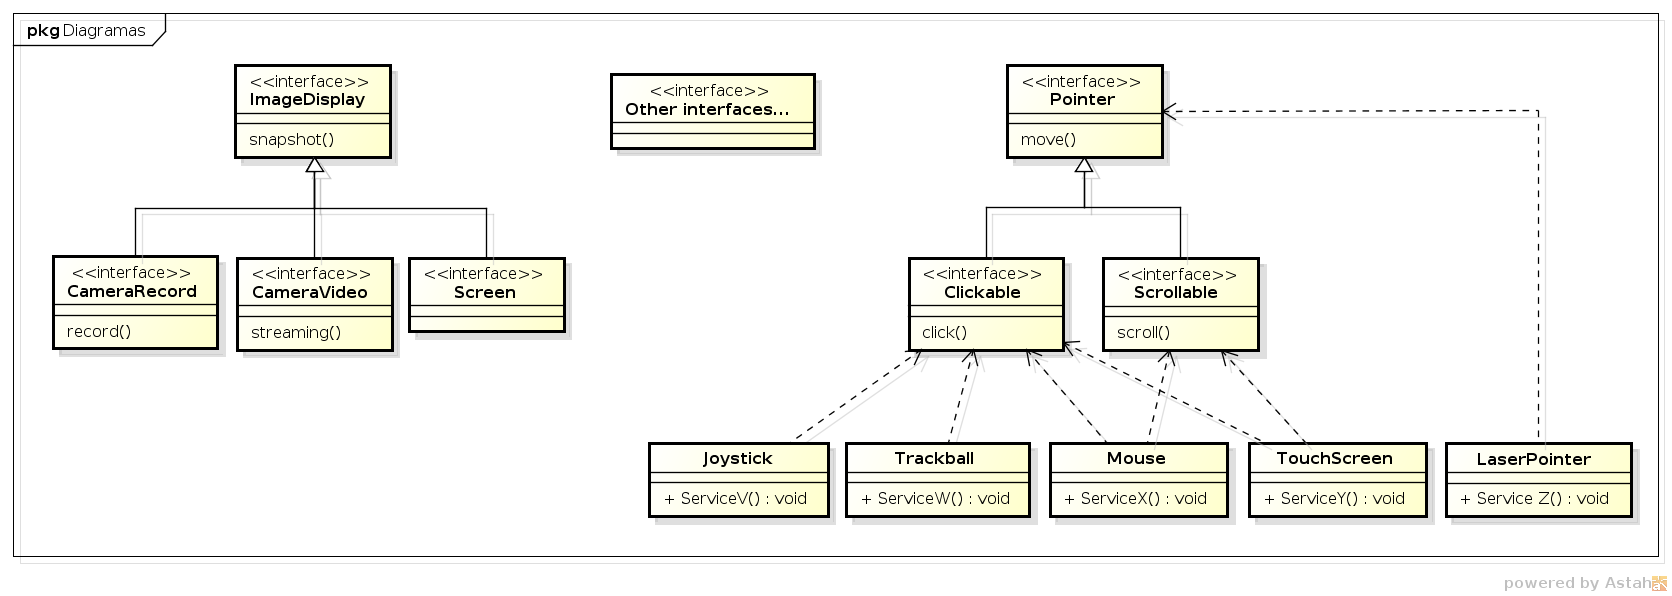 pkg Diagramas
<<interface>>
ImageDisplay
snapshot()
<<interface>>
Other interfaces...
<<interface>>
Pointer
move()
<<interface>>
CameraRecord
record()
<<interface>>
CameraVideo
streaming()
<<interface>>
Screen
<<interface>>
Clickable
click()
<<interface>>
Scrollable
scroll()
Joystick
+ ServiceV() : void
Trackball
+ ServiceW() : void
Mouse
+ ServiceX() : void
TouchScreen
+ ServiceY() : void
LaserPointer
+ Service Z() : void
powered by Astah